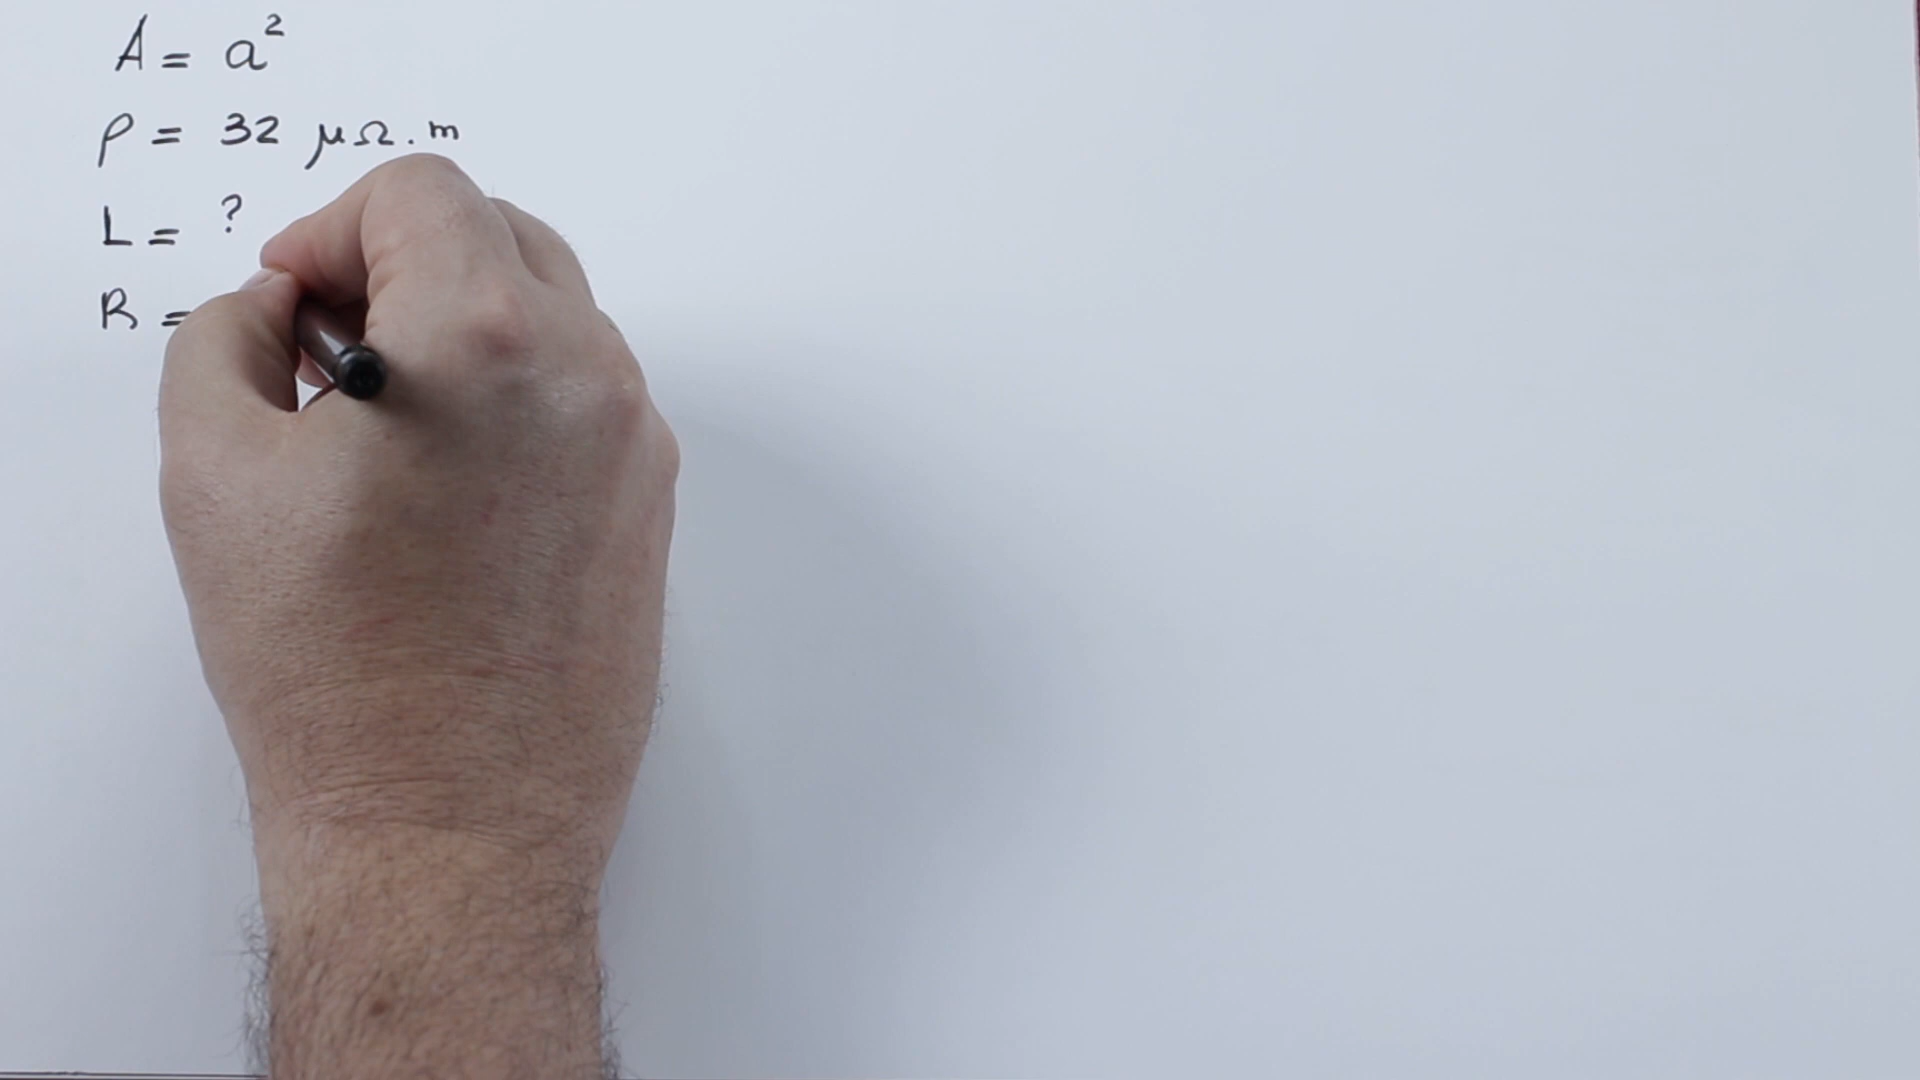 A = a²
ρ = 32 μΩ.m
L = ?
R =